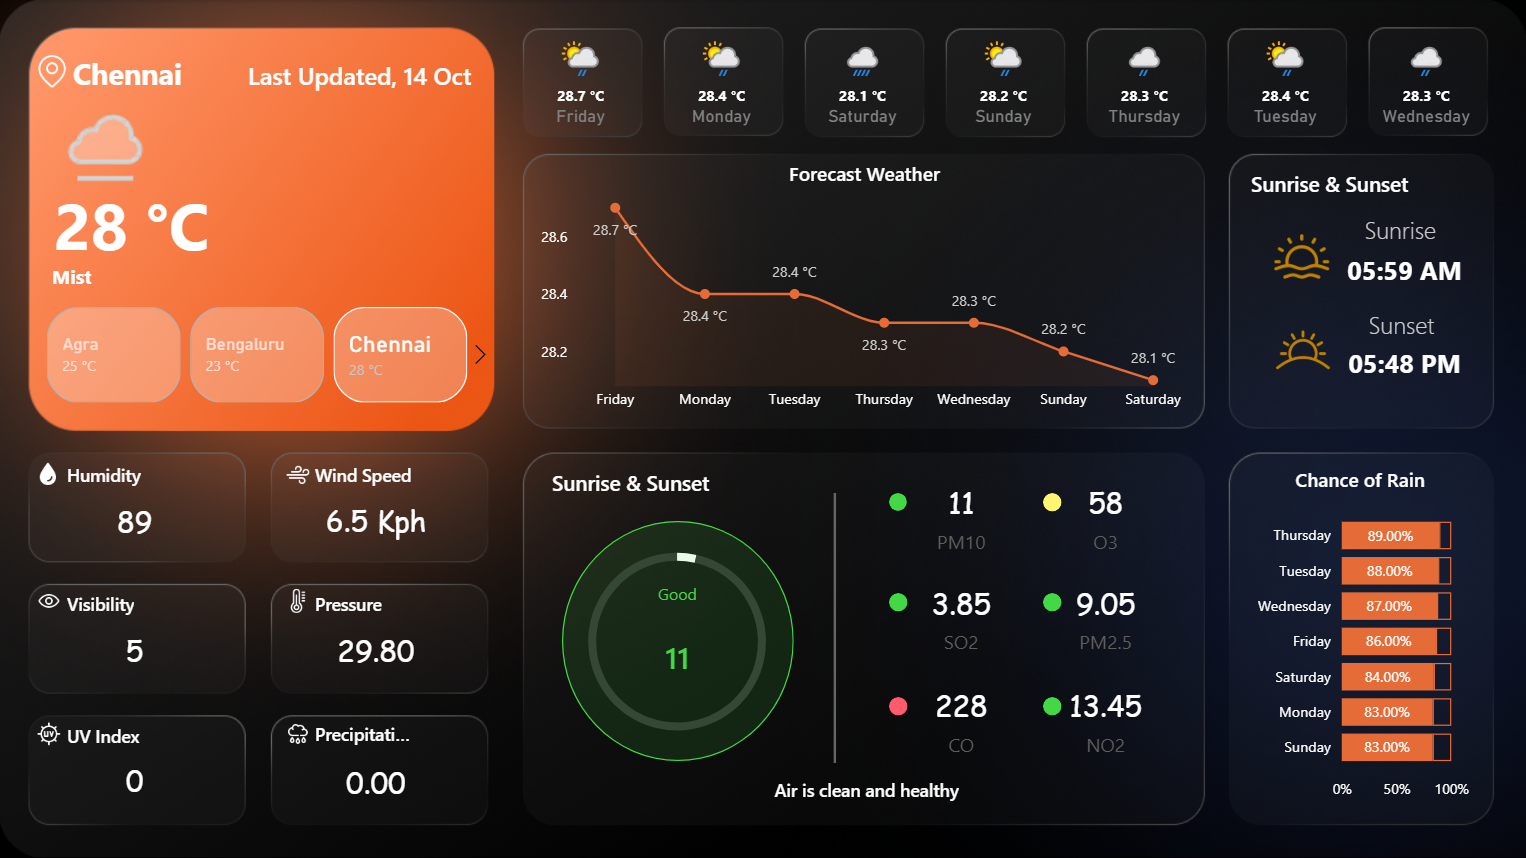 Chennai
Last Updated, 14 Oct
28 °C
Mist
Agra
25 °C
Bengaluru
23 °C
Chennai
28 °C
28.7 °C
Friday
28.4 °C
Monday
28.1 °C
Saturday
28.2 °C
Sunday
28.3 °C
Thursday
28.4 °C
Tuesday
28.3 °C
Wednesday
Forecast Weather
28.6
28.4
28.2
28.7 °C
28.4 °C
28.4 °C
28.3 °C
28.3 °C
28.2 °C
28.1 °C
Friday Monday Tuesday Thursday Wednesday Sunday Saturday
Sunrise & Sunset
Sunrise
05:59 AM
Sunset
05:48 PM
Humidity
89
Wind Speed
6.5 Kph
Visibility
5
Pressure
29.80
UV
UV Index
0
Precipitati...
0.00
Sunrise & Sunset
Good
11
11
PM10
58
O3
3.85
SO2
9.05
PM2.5
228
CO
13.45
NO2
Air is clean and healthy
Chance of Rain
Thursday 89.00%
Tuesday 88.00%
Wednesday 87.00%
Friday 86.00%
Saturday 84.00%
Monday 83.00%
Sunday 83.00%
0% 50% 100%